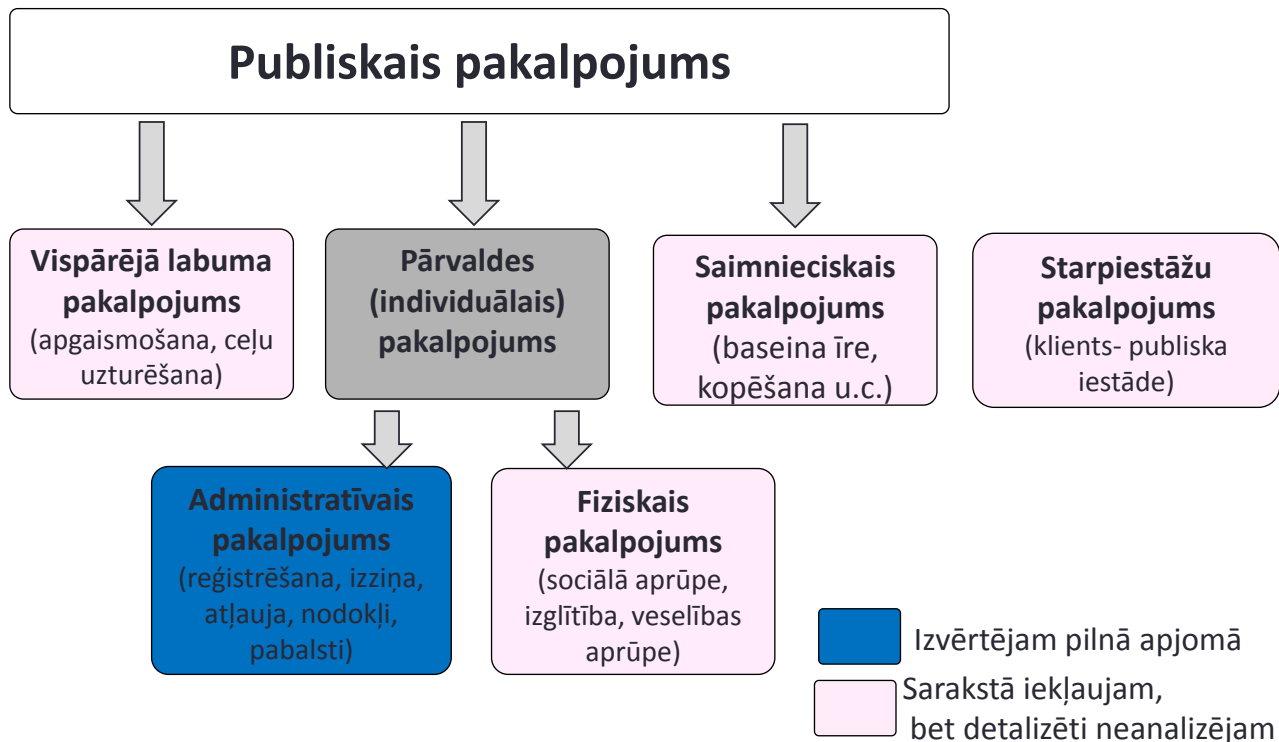 Publiskais pakalpojums
Vispārējā labuma
pakalpojums
(apgaismošana, ceļu
uzturēšana)
Pārvaldes
(individuālais)
pakalpojums
Saimnieciskais
pakalpojums
(baseina īre,
kopēšana u.c.)
Starpiestāžu
pakalpojums
(klients- publiska
iestāde)
Administratīvais
pakalpojums
(reģistrēšana, izziņa,
atļauja, nodokļi,
pabalsti)
Fiziskais
pakalpojums
(sociālā aprūpe,
izglītība, veselības
aprūpe)
Izvērtējam pilnā apjomā
Sarakstā iekļaujam,
bet detalizēti neanalizējam